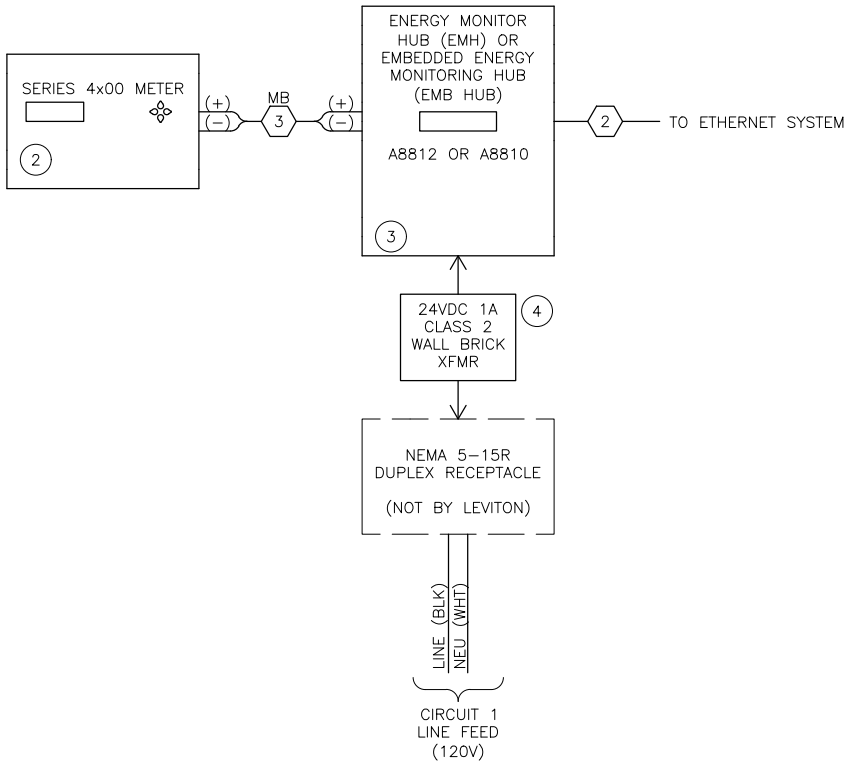 ENERGY MONITOR
HUB (EMH) OR
EMBEDDED ENERGY
MONITORING HUB
(EMB HUB)
A8812 OR A8810
3
SERIES 4x00 METER
2
(+)
(-)
MB
3
(+)
(-)
2
TO ETHERNET SYSTEM
24VDC 1A
CLASS 2
WALL BRICK
XFMR
4
NEMA 5-15R
DUPLEX RECEPTACLE
(NOT BY LEVITON)
LINE (BLK)
NEU (WHT)
CIRCUIT 1
LINE FEED
(120V)